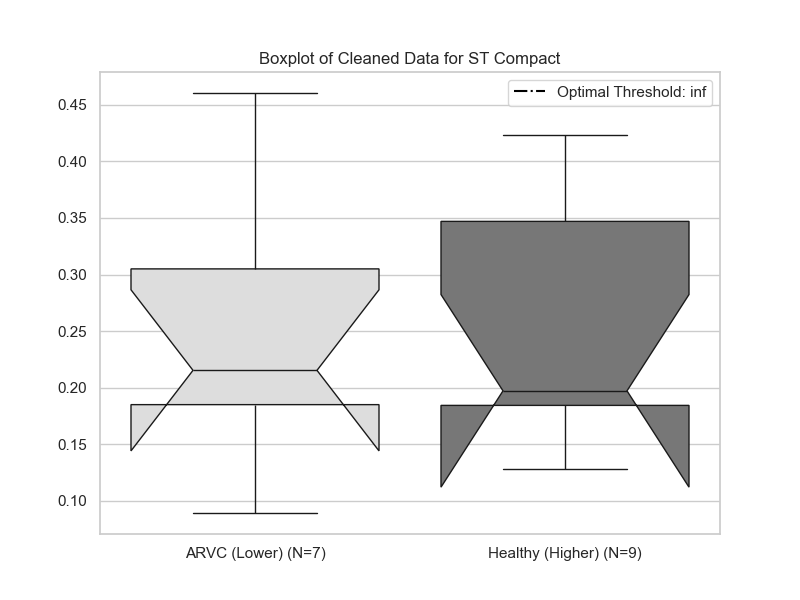 Boxplot of Cleaned Data for ST Compact
Optimal Threshold: inf
0.45
0.40
0.35
0.30
0.25
0.20
0.15
0.10
ARVC (Lower) (N=7)
Healthy (Higher) (N=9)